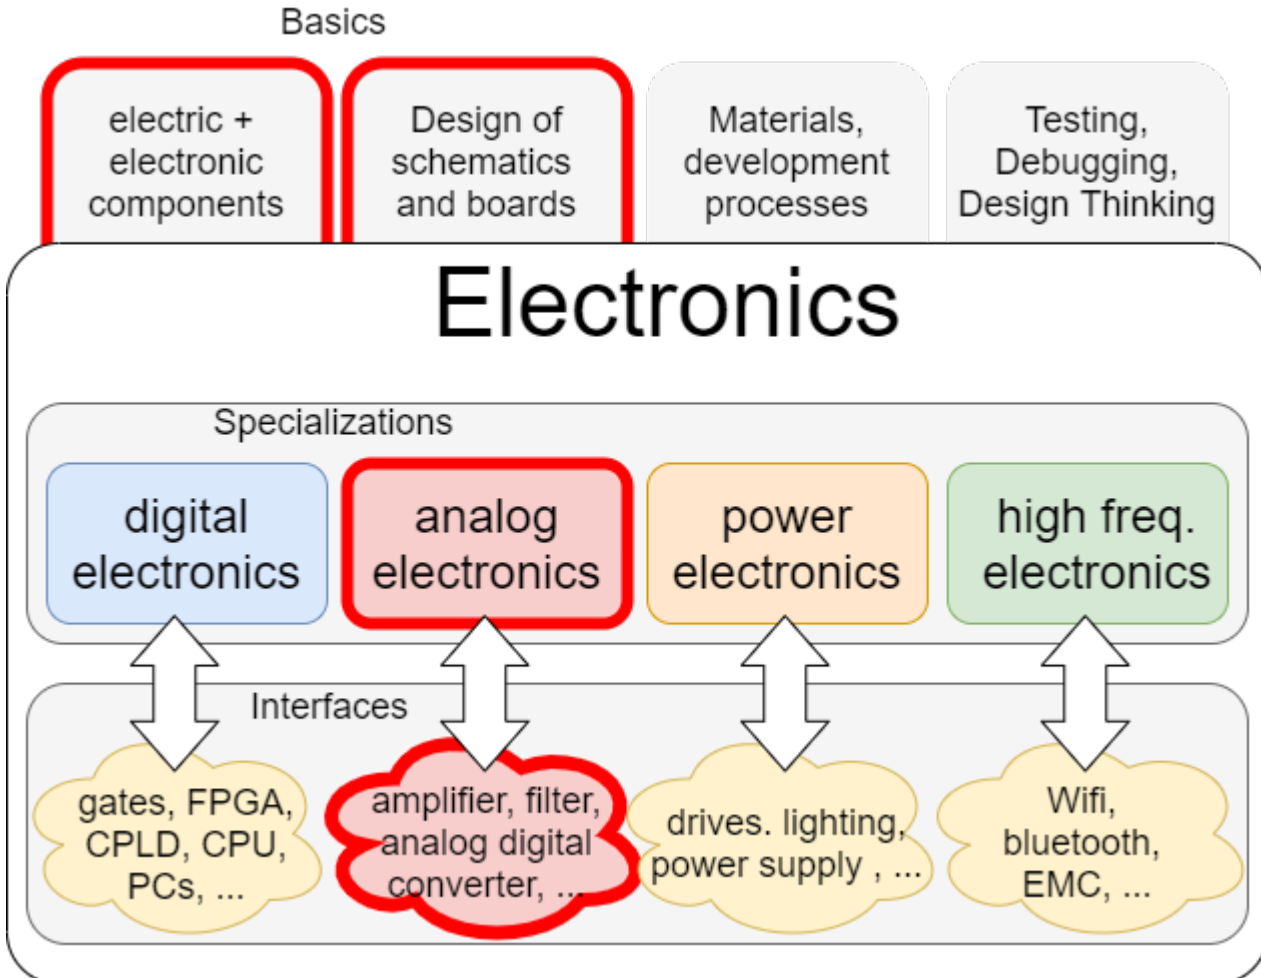 Basics
electric +
electronic
components
Design of
schematics
and boards
Materials,
development
processes
Testing,
Debugging,
Design Thinking
Electronics
Specializations
digital
electronics
analog
electronics
power
electronics
high freq.
electronics
Interfaces
gates, FPGA,
CPLD, CPU,
PCs, ...
amplifier, filter,
analog digital
converter, ...
drives. lighting,
power supply , ...
Wifi,
bluetooth,
EMC, ...